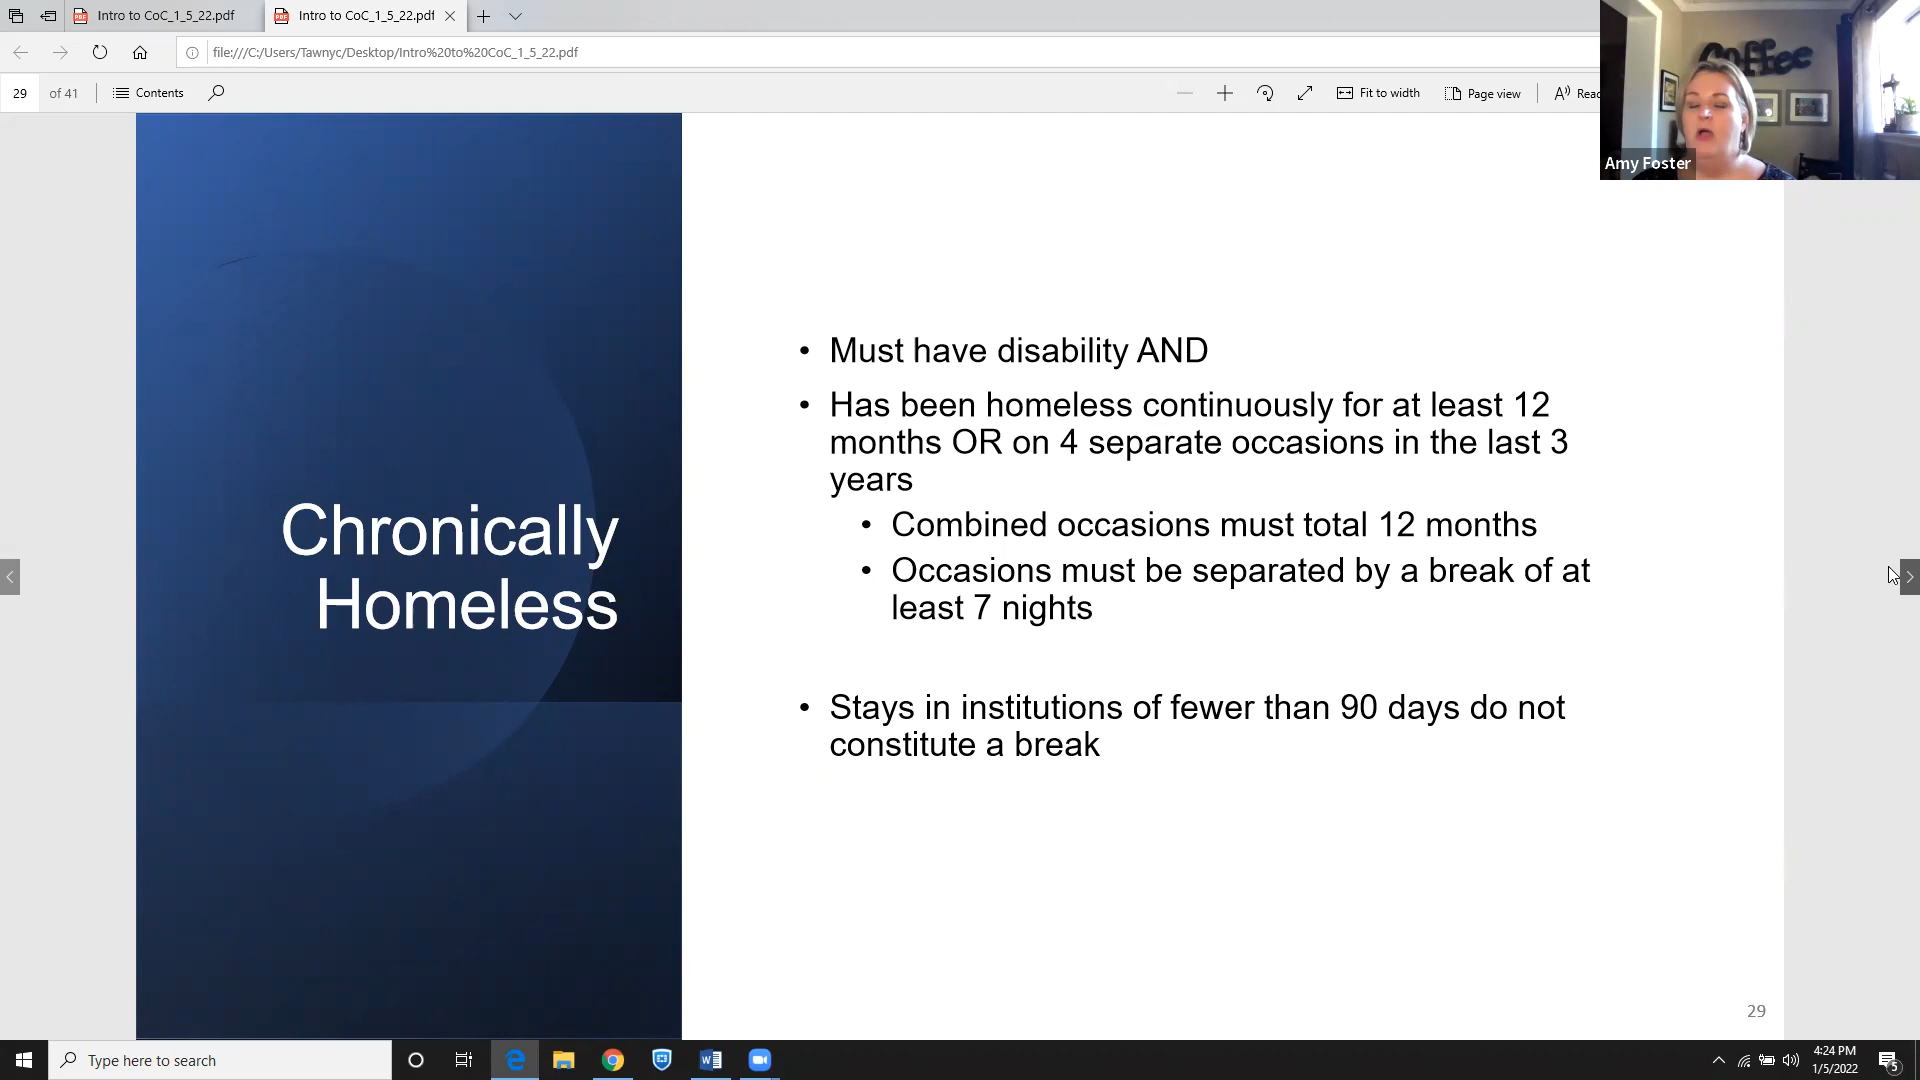 Intro to CoC_1_5_22.pdf
Intro to CoC_1_5_22.pdf
file:///C:/Users/Tawnyc/Desktop/Intro%20to%20CoC_1_5_22.pdf
29 of 41
Contents
Fit to width
Page view
Reac
Coffee
Amy Foster
Chronically
Homeless
• Must have disability AND
• Has been homeless continuously for at least 12
months OR on 4 separate occasions in the last 3
years
• Combined occasions must total 12 months
• Occasions must be separated by a break of at
least 7 nights
• Stays in institutions of fewer than 90 days do not
constitute a break
29
Type here to search
4:24 PM
1/5/2022
5